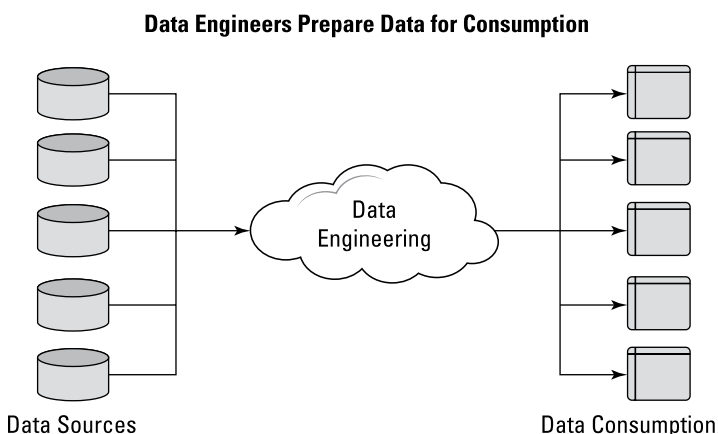 Data Engineers Prepare Data for Consumption
Data
Engineering
Data Sources
Data Consumption